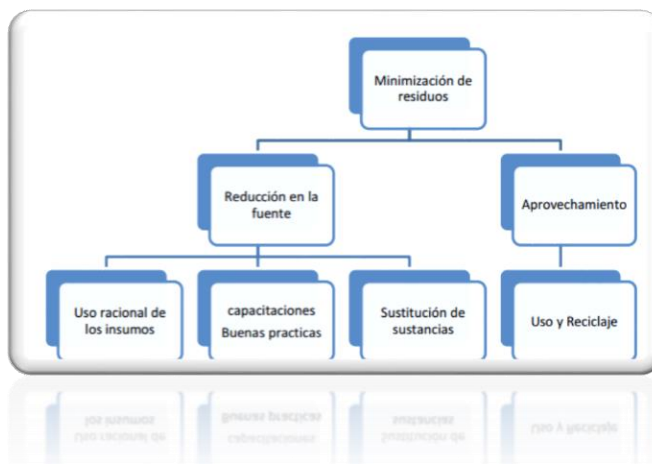 Minimización de
residuos
Reducción en la
fuente
Aprovechamiento
Uso racional de
los insumos
capacitaciones
Buenas practicas
Sustitución de
sustancias
Uso y Reciclaje